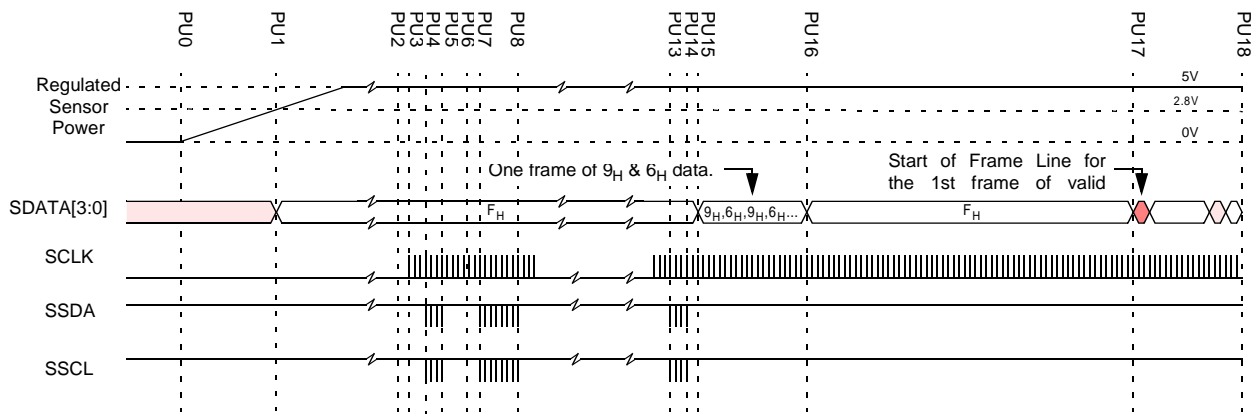 PU0
PU1
PU2
PU3
PU4
PU5
PU6
PU7
PU8
PU13
PU14
PU15
PU16
PU17
PU18
Regulated
Sensor
Power
5V
2.8V
0V
One frame of 9H & 6H data.
Start of Frame Line for
the 1st frame of valid
SDATA[3:0]
FH
9H,6H,9H,6H...
FH
SCLK
SSDA
SSCL